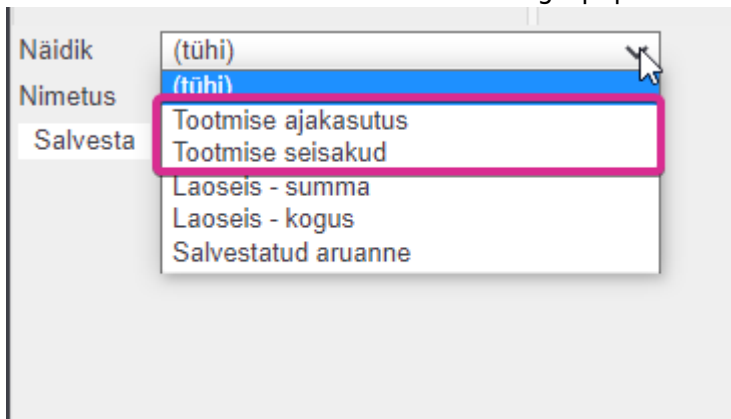 Näidik (tühi)
(tühi)
Nimetus
Tootmise ajakasutus
Salvesta
Tootmise seisakud
Laoseis - summa
Laoseis - kogus
Salvestatud aruanne